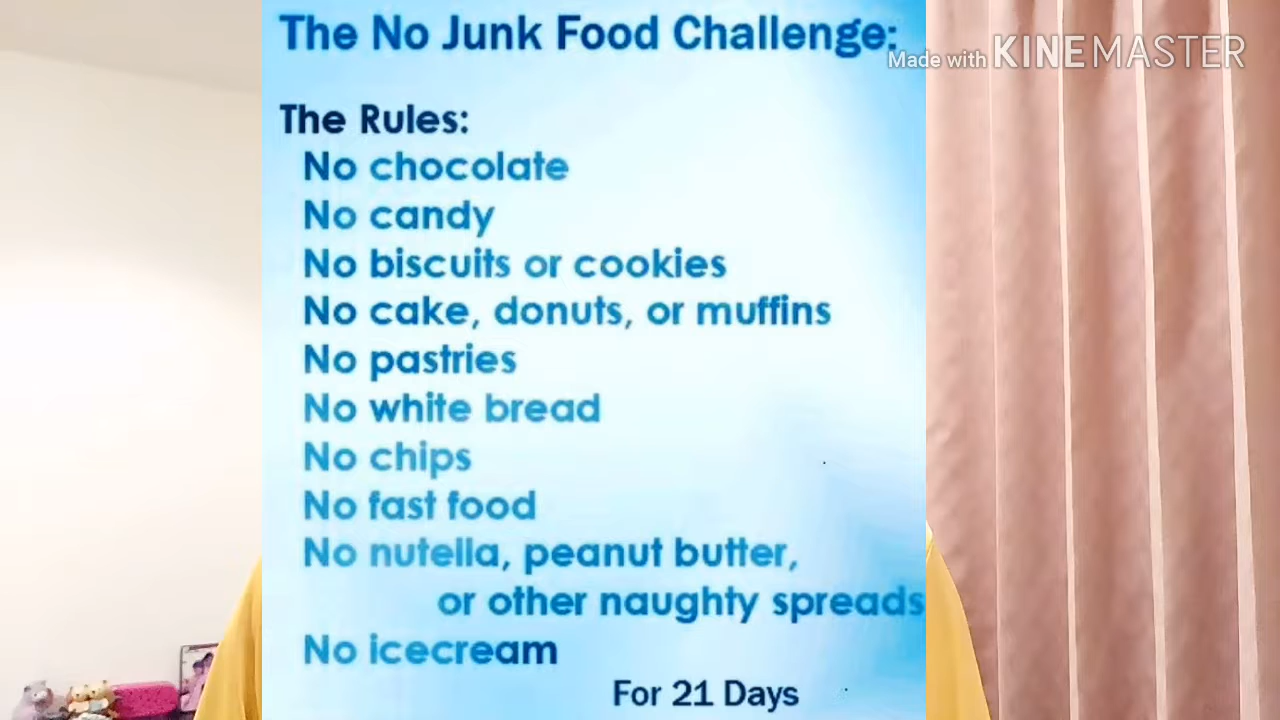 The No Junk Food Challenge:
Made with KINEMASTER
The Rules:
No chocolate
No candy
No biscuits or cookies
No cake, donuts, or muffins
No pastries
No white bread
No chips
No fast food
No nutella, peanut butter,
or other naughty spreads
No icecream
For 21 Days